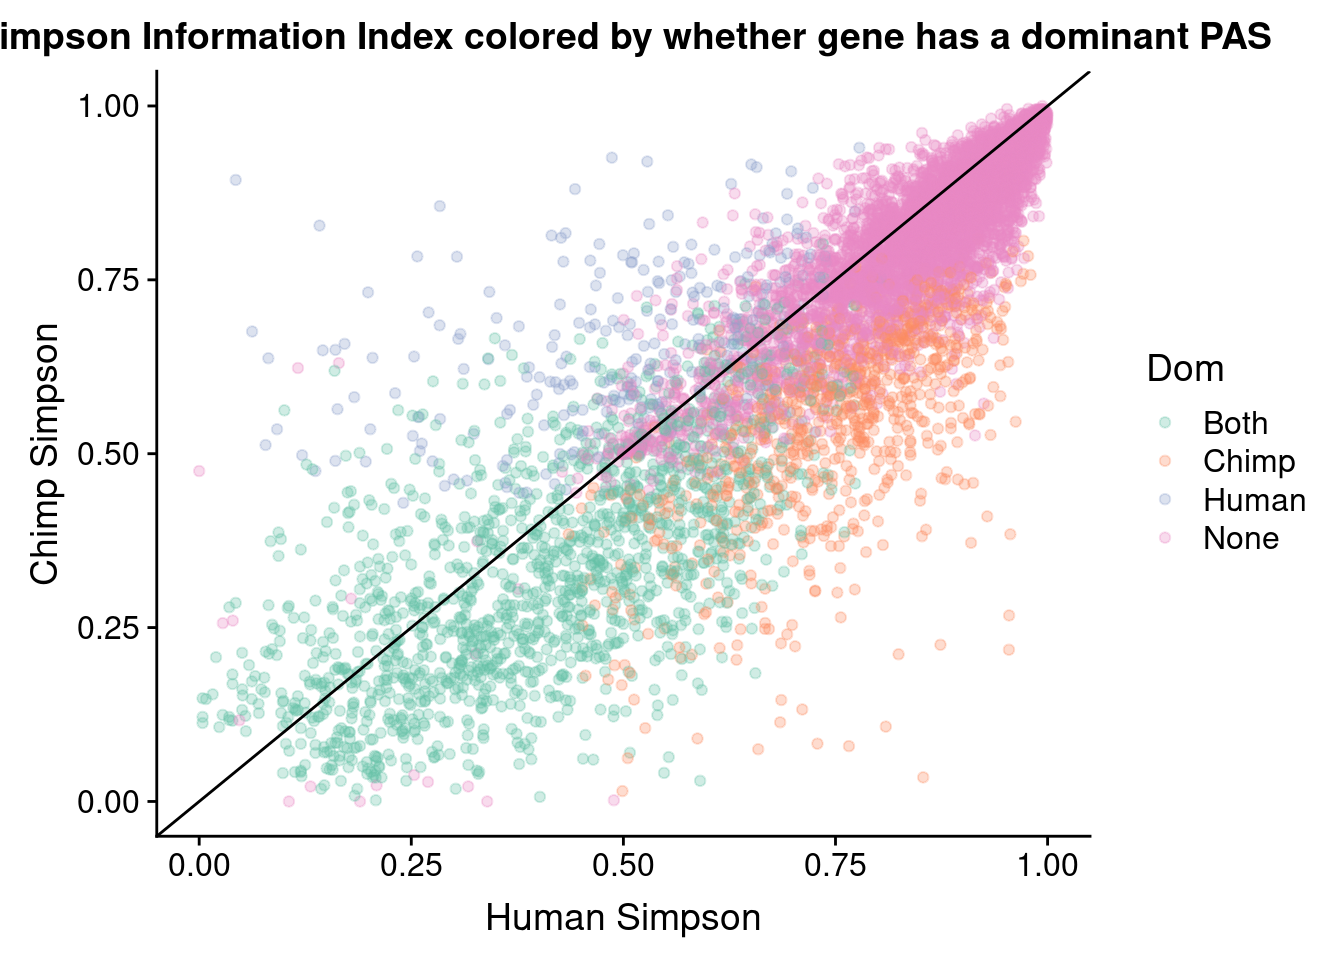 impson Information Index colored by whether gene has a dominant PAS
1.00
0.75
0.50
0.25
0.00
Chimp Simpson
0.00 0.25 0.50 0.75 1.00
Human Simpson
Dom
Both
Chimp
Human
None